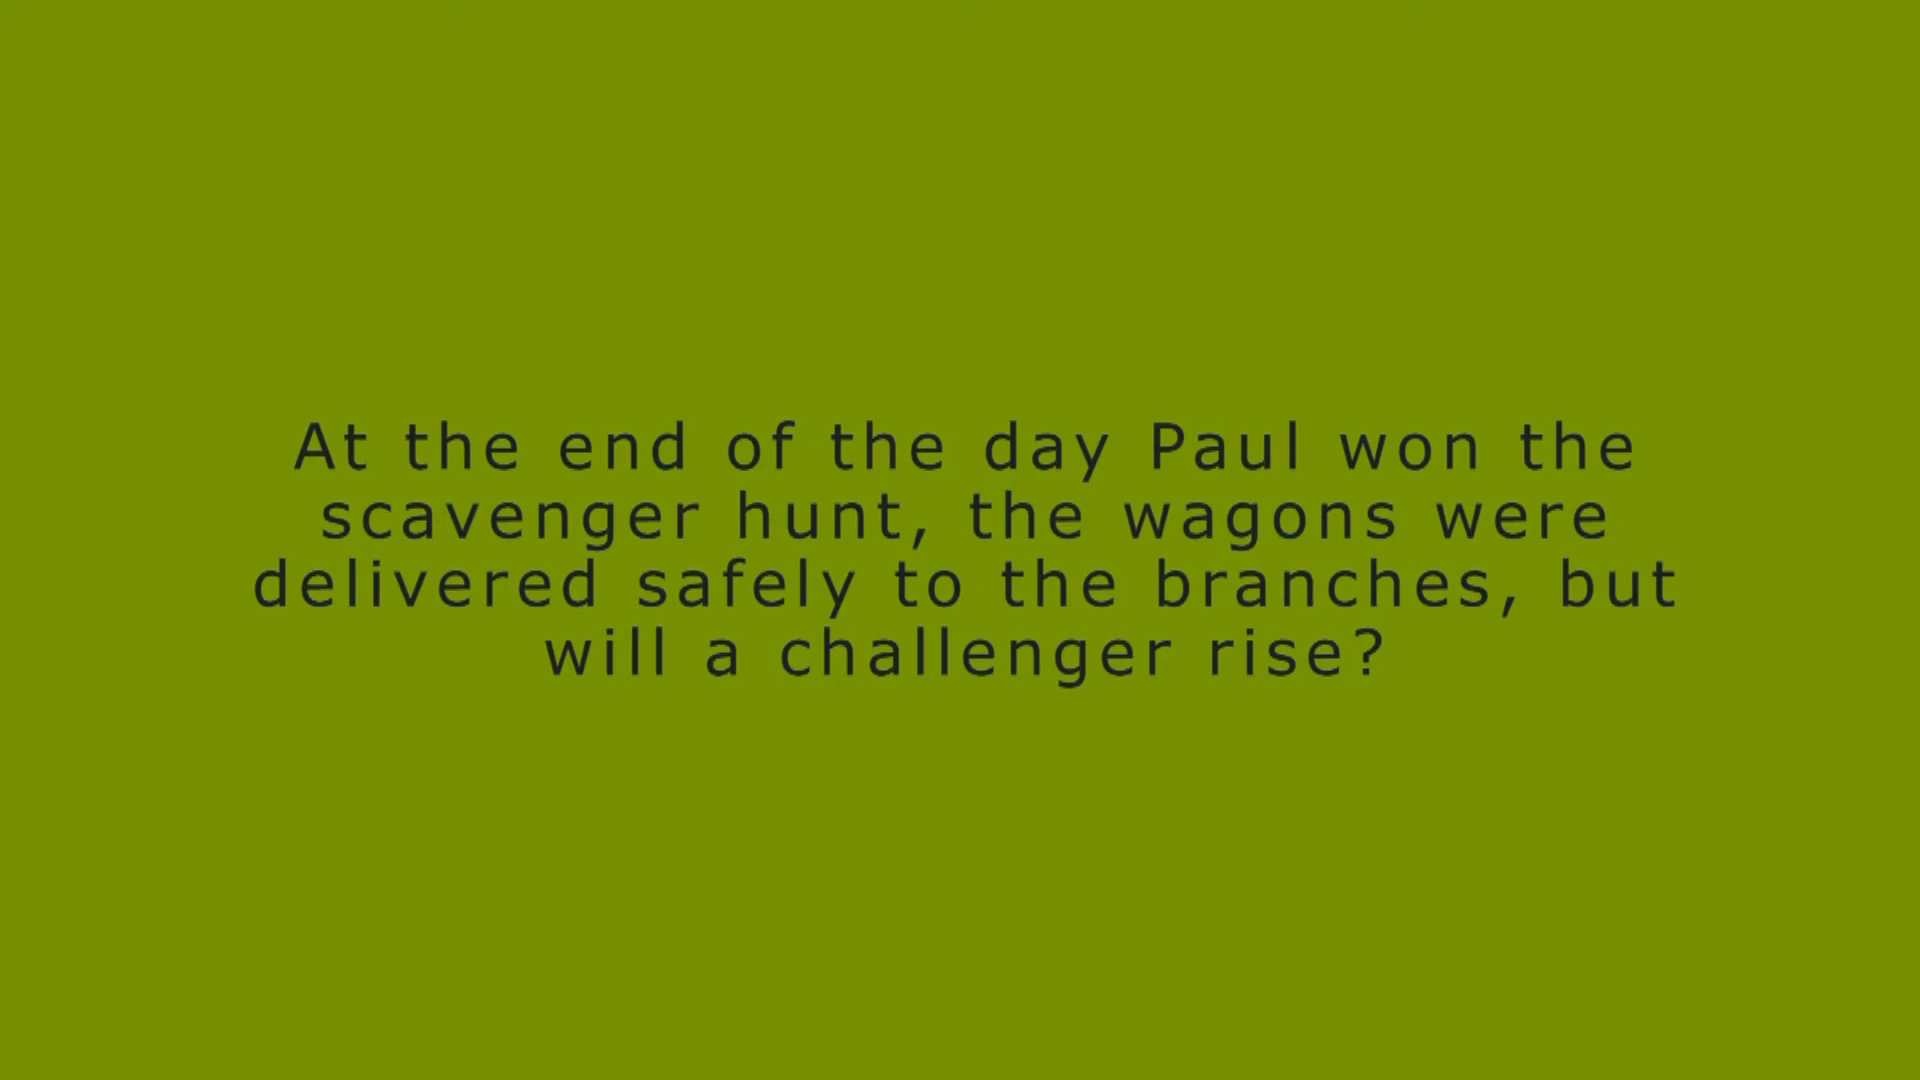 At the end of the day Paul won the
scavenger hunt, the wagons were
delivered safely to the branches, but
will a challenger rise?